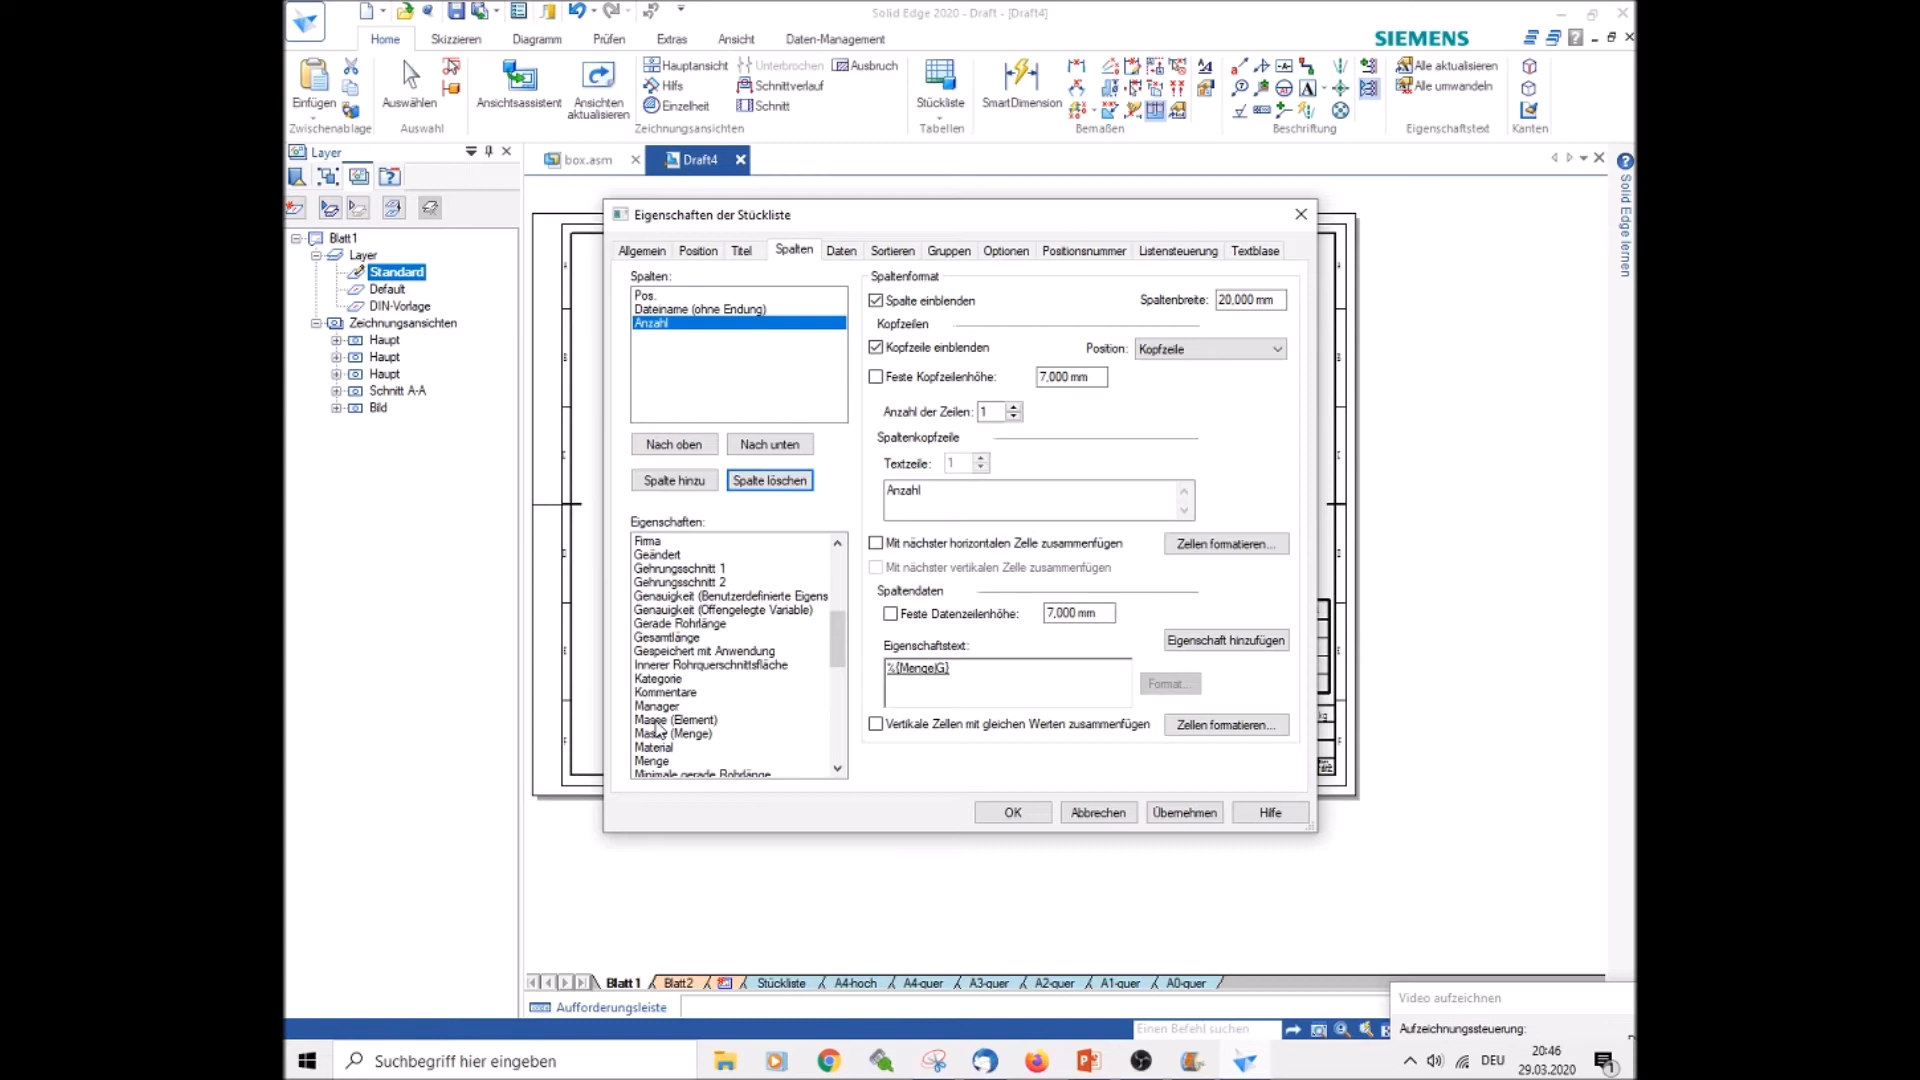 Solid Edge 2020 - Draft - [Draft4]
Home Skizzieren Diagramm Prüfen Extras Ansicht Daten-Management
SIEMENS
Einfügen
Zwischenablage
Auswählen
Auswahl
Ansichtsassistent
Ansichten aktualisieren
Hauptansicht
Hilfs
Einzelheit
Unterbrochen
Schnittverlauf
Schnitt
Ausbruch
Zeichnungsansichten
Stückliste
Tabellen
SmartDimension
Bemaßen
Beschriftung
Alle aktualisieren
Alle umwandeln
Eigenschaftstext
Kanten
Layer
box.asm
Draft4
Solid Edge lernen
Blatt1
Layer
Standard
Default
DIN-Vorlage
Zeichnungsansichten
Haupt
Haupt
Haupt
Schnitt A-A
Bild
Eigenschaften der Stückliste
Allgemein Position Titel Spalten Daten Sortieren Gruppen Optionen Positionsnummer Listensteuerung Textblase
Spalten:
Pos.
Dateiname (ohne Endung)
Anzahl
Nach oben Nach unten
Spalte hinzu Spalte löschen
Eigenschaften:
Firma
Geändert
Gehrungsschnitt 1
Gehrungsschnitt 2
Genauigkeit (Benutzerdefinierte Eigens
Genauigkeit (Offengelegte Variable)
Gerade Rohrlänge
Gesamtlänge
Gespeichert mit Anwendung
Innerer Rohrquerschnittsfläche
Kategorie
Kommentare
Manager
Masse (Element)
Masse (Menge)
Material
Menge
Minimale gerade Rohrlänge
Spaltenformat
Spalte einblenden Spaltenbreite: 20,000 mm
Kopfzeilen
Kopfzeile einblenden Position: Kopfzeile
Feste Kopfzeilenhöhe: 7,000 mm
Anzahl der Zeilen: 1
Spaltenkopfzeile
Textzeile: 1
Anzahl
Mit nächster horizontalen Zelle zusammenfügen Zellen formatieren...
Mit nächster vertikalen Zelle zusammenfügen
Spaltendaten
Feste Datenzeilenhöhe: 7,000 mm
Eigenschaft hinzufügen
Eigenschaftstext:
%{Menge|G}
Format...
Vertikale Zellen mit gleichen Werten zusammenfügen Zellen formatieren...
OK Abbrechen Übernehmen Hilfe
Blatt1 Blatt2 Stückliste A4-hoch A4-quer A3-quer A2-quer A1-quer A0-quer
Aufforderungsleiste
Video aufzeichnen
Einen Befehl suchen
Aufzeichnungssteuerung:
Suchbegriff hier eingeben
DEU
20:46
29.03.2020